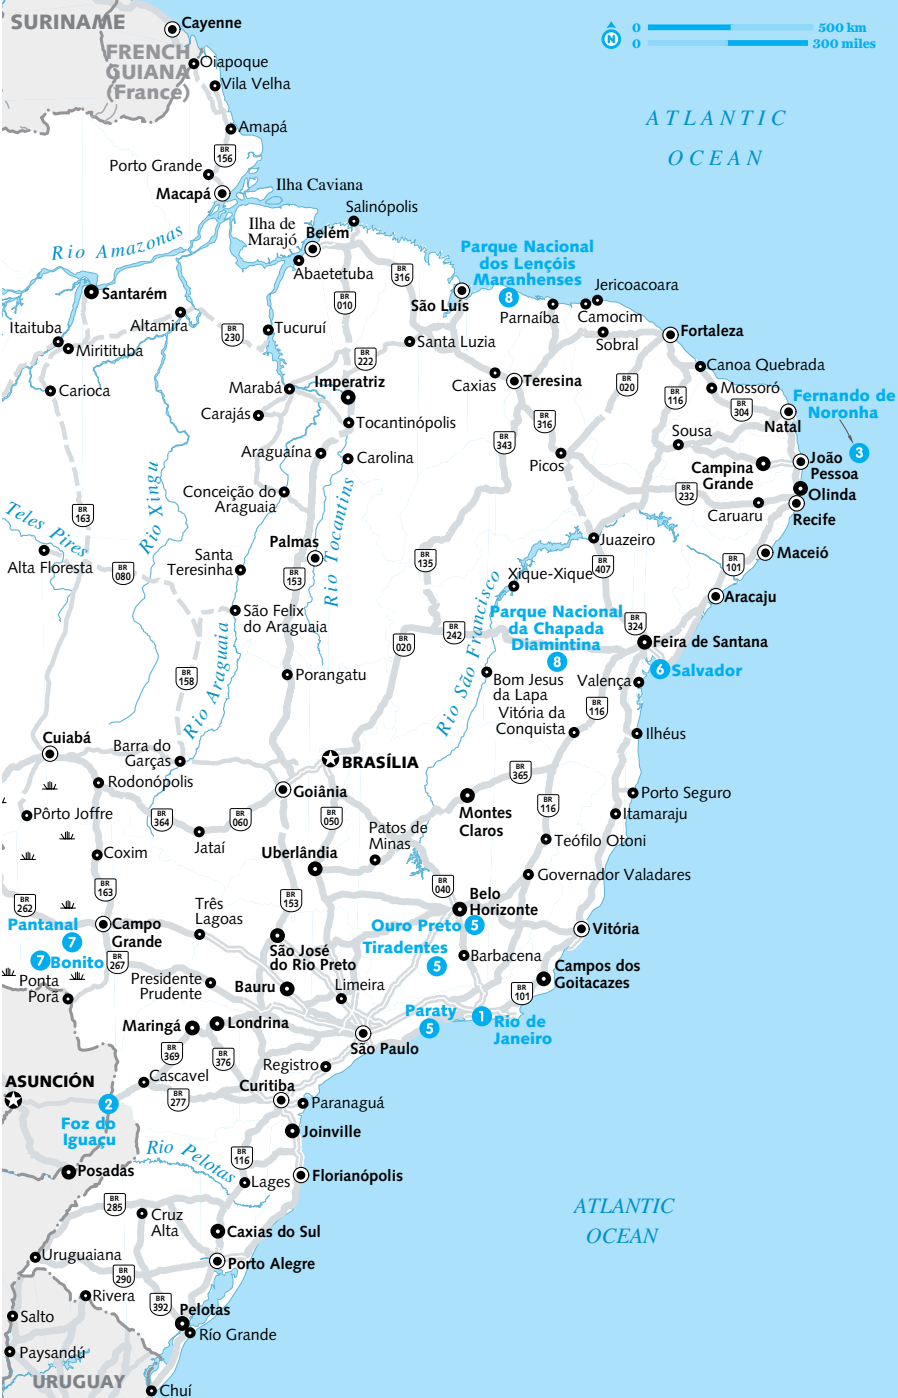 SURINAME
Cayenne
0 500 km
N
0 300 miles
FRENCH
GUIANA
(France)
Oiapoque
Vila Velha
ATLANTIC
OCEAN
Amapá
BR
156
Porto Grande
Macapá
Ilha Caviana
Salinópolis
Ilha de
Marajó
Belém
Rio Amazonas
Abaetetuba
BR
316
Parque Nacional
dos Lençóis
Maranhenses
8
Santarém
BR
010
São Luís
Jericoacoara
Parnaíba
Camocim
Altamira
Itaituba
Miritituba
BR
230
Tucuruí
Santa Luzia
Sobral
Fortaleza
BR
222
Carioca
Marabá
Imperatriz
Caxias
Teresina
BR
020
Canoa Quebrada
BR
116
Mossoró
Fernando de
Noronha
3
BR
304
Natal
Carajás
Tocantinópolis
BR
316
BR
343
Sousa
Araguaína
Carolina
Picos
Campina
Grande
João
Pessoa
Conceição do
Araguaia
Rio Xingu
Rio Tocantins
BR
232
Olinda
Caruaru
Recife
BR
163
Teles Pires
Palmas
Juazeiro
Maceió
Alta Floresta
BR
080
Santa
Teresinha
BR
153
BR
135
Xique-Xique
BR
407
BR
101
Aracaju
São Felix
do Araguaia
Parque Nacional
da Chapada
Diamintina
8
BR
324
BR
242
BR
020
Feira de Santana
Rio Araguaia
Rio São Francisco
6
Salvador
BR
158
Porangatu
Bom Jesus
da Lapa
Valença
Vitória da
Conquista
BR
116
Ilhéus
Cuiabá
Barra do
Garças
BRASÍLIA
Rodonópolis
Goiânia
BR
365
Porto Seguro
Pôrto Joffre
BR
364
BR
060
BR
050
Montes
Claros
BR
116
Itamaraju
Jataí
Patos de
Minas
Teófilo Otoni
Coxim
Uberlândia
BR
040
Governador Valadares
BR
262
BR
163
Três
Lagoas
BR
153
Belo
Horizonte
Pantanal
7
Campo
Grande
Ouro Preto
5
Vitória
7
Bonito
BR
267
São José
do Rio Preto
Tiradentes
5
Barbacena
Campos dos
Goitacazes
Ponta
Porã
Presidente
Prudente
Bauru
Limeira
BR
101
Paraty
5
1
Rio de
Janeiro
Maringá
Londrina
São Paulo
BR
369
BR
376
ASUNCIÓN
Cascavel
Registro
2
BR
277
Curitiba
Paranaguá
Foz do
Iguaçu
Joinville
Rio Pelotas
BR
116
Posadas
Lages
Florianópolis
BR
285
Cruz
Alta
Caxias do Sul
ATLANTIC
OCEAN
Uruguaiana
BR
290
Porto Alegre
Rivera
BR
392
Pelotas
Salto
Río Grande
Paysandú
URUGUAY
Chuí